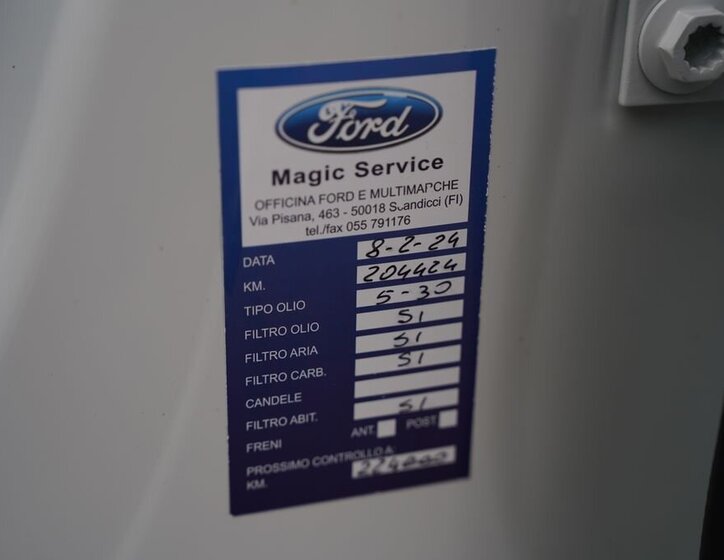 Ford
Magic Service
OFFICINA FORD E MULTIMARCHE
Via Pisana, 463 - 50018 Scandicci (FI)
tel./fax 055 791176
DATA 8-2-24
KM. 204424
TIPO OLIO 5-30
FILTRO OLIO SI
FILTRO ARIA SI
FILTRO CARB. SI
CANDELE
FILTRO ABIT. SI
FRENI ANT. POST
PROSSIMO CONTROLLO A:
KM. 224000